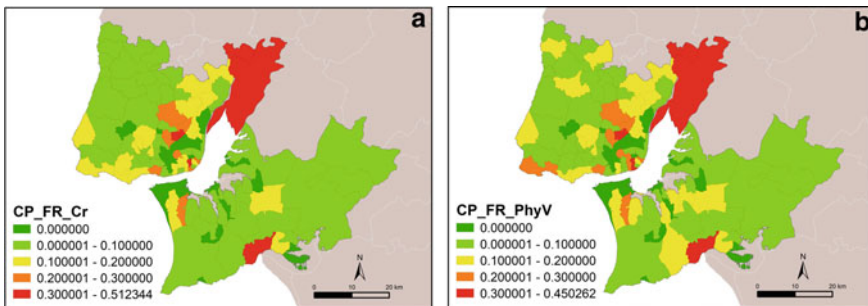 a
CP_FR_Cr
0.000000
0.000001 - 0.100000
0.100001 - 0.200000
0.200001 - 0.300000
0.300001 - 0.512344
N
0 10 20 km
b
CP_FR_PhyV
0.000000
0.000001 - 0.100000
0.100001 - 0.200000
0.200001 - 0.300000
0.300001 - 0.450262
N
0 10 20 km